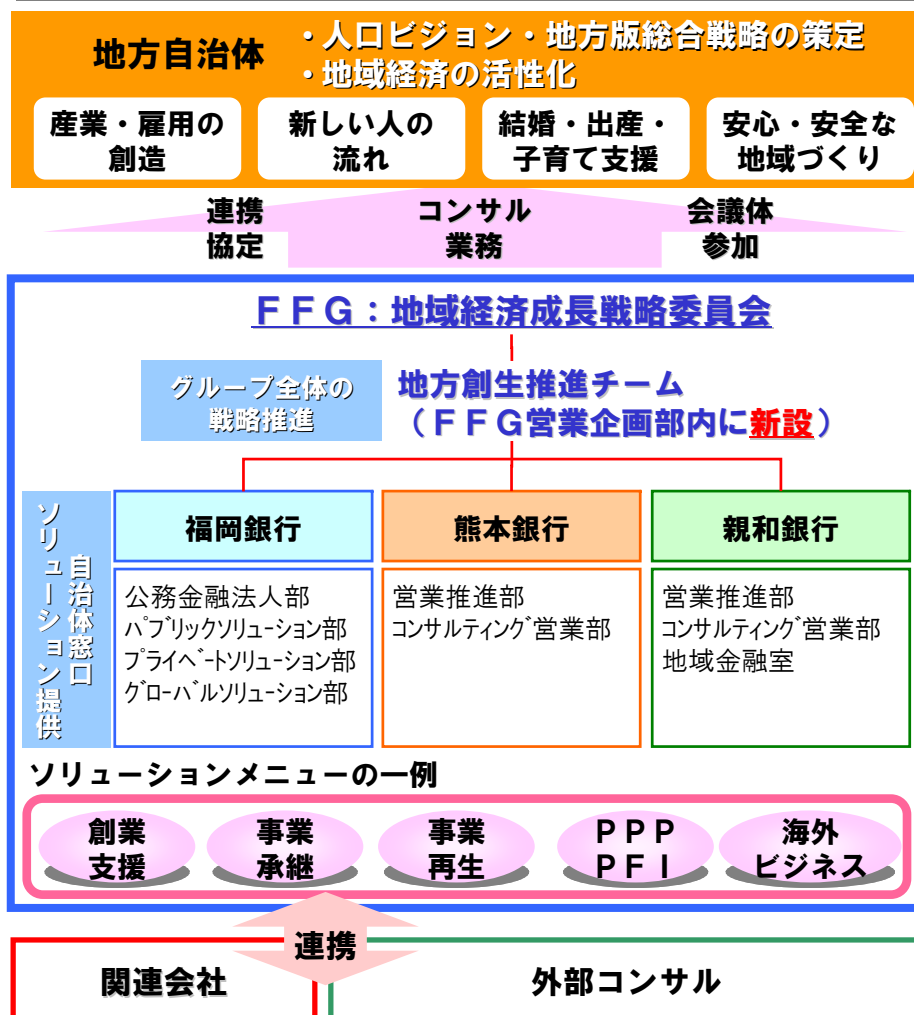 地方自治体
・人口ビジョン・地方版総合戦略の策定
・地域経済の活性化
産業・雇用の
創造
新しい人の
流れ
結婚・出産・
子育て支援
安心・安全な
地域づくり
連携
協定
コンサル
業務
会議体
参加
ＦＦＧ：地域経済成長戦略委員会
グループ全体の
戦略推進
地方創生推進チーム
（ＦＦＧ営業企画部内に新設）
自治体窓口
ソリューション提供
福岡銀行
公務金融法人部
ﾊﾟブリックソリューション部
プライベートソリューション部
グローバルソリューション部
熊本銀行
営業推進部
コンサルティング営業部
親和銀行
営業推進部
コンサルティング営業部
地域金融室
ソリューションメニューの一例
創業
支援
事業
承継
事業
再生
ＰＰＰ
ＰＦＩ
海外
ビジネス
連携
関連会社
外部コンサル